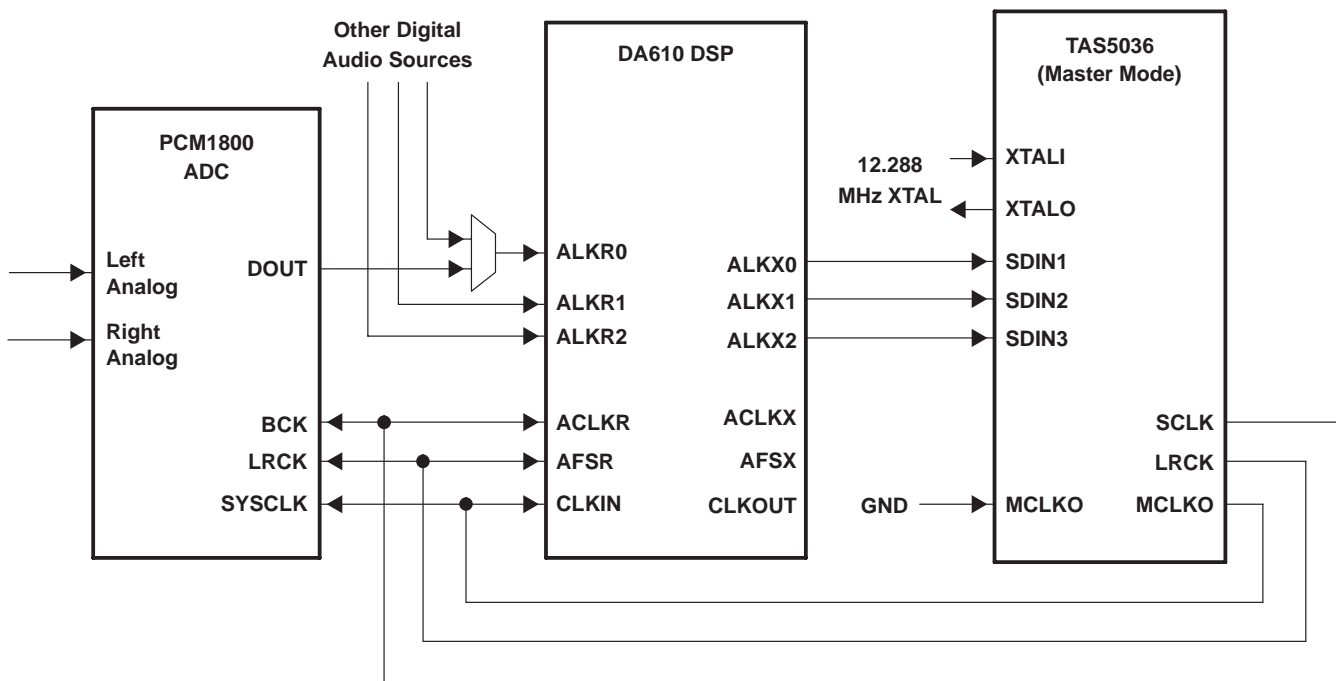 Other Digital
Audio Sources
PCM1800
ADC
Left
Analog
Right
Analog
DOUT
BCK
LRCK
SYSCLK
DA610 DSP
ALKR0
ALKR1
ALKR2
ACLKR
AFSR
CLKIN
ALKX0
ALKX1
ALKX2
ACLKX
AFSX
CLKOUT
12.288
MHz XTAL
GND
TAS5036
(Master Mode)
XTALI
XTALO
SDIN1
SDIN2
SDIN3
MCLKO
SCLK
LRCK
MCLKO